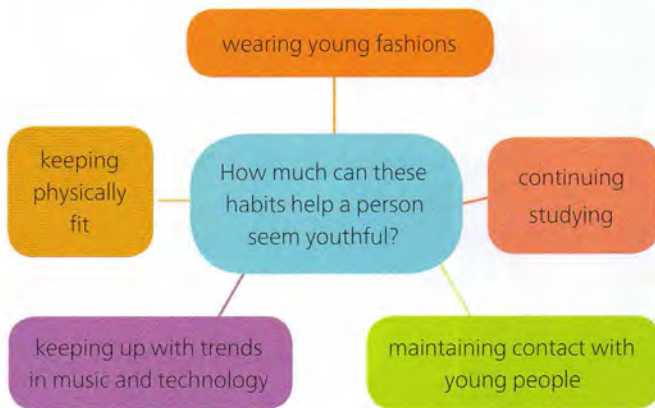 wearing young fashions
keeping
physically
fit
How much can these
habits help a person
seem youthful?
continuing
studying
keeping up with trends
in music and technology
maintaining contact with
young people